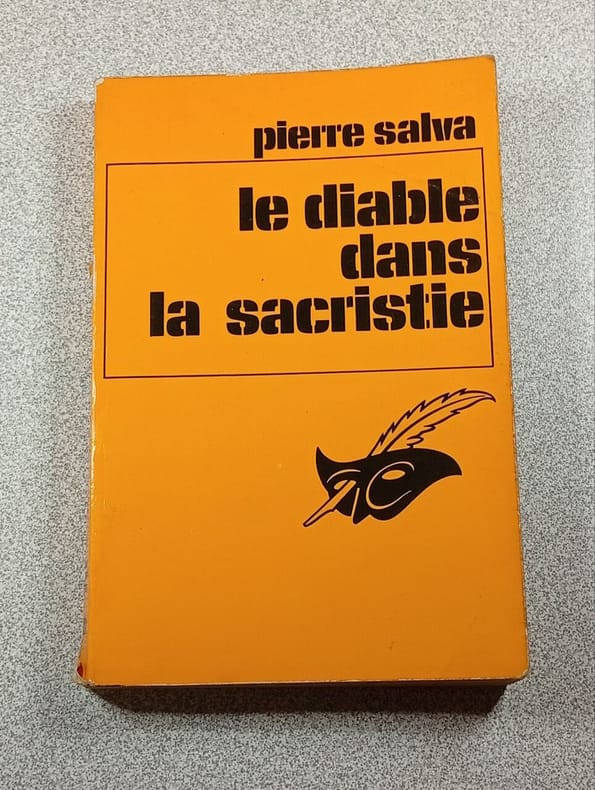 pierre salva
le diable
dans
la sacristie